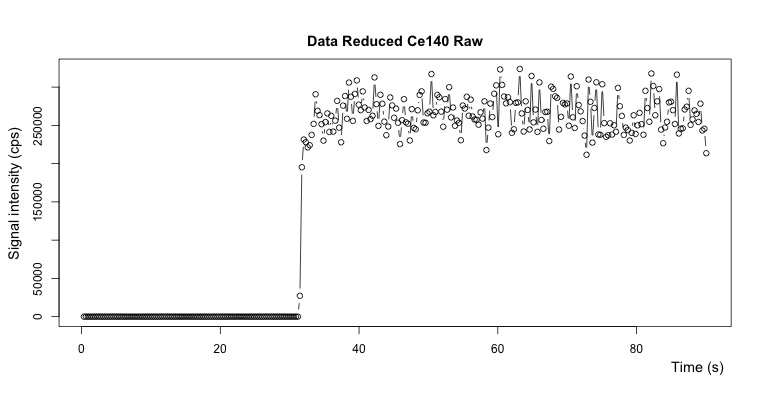 Data Reduced Ce140 Raw
Signal intensity (cps)
250000
150000
50000
0
0 20 40 60 80
Time (s)